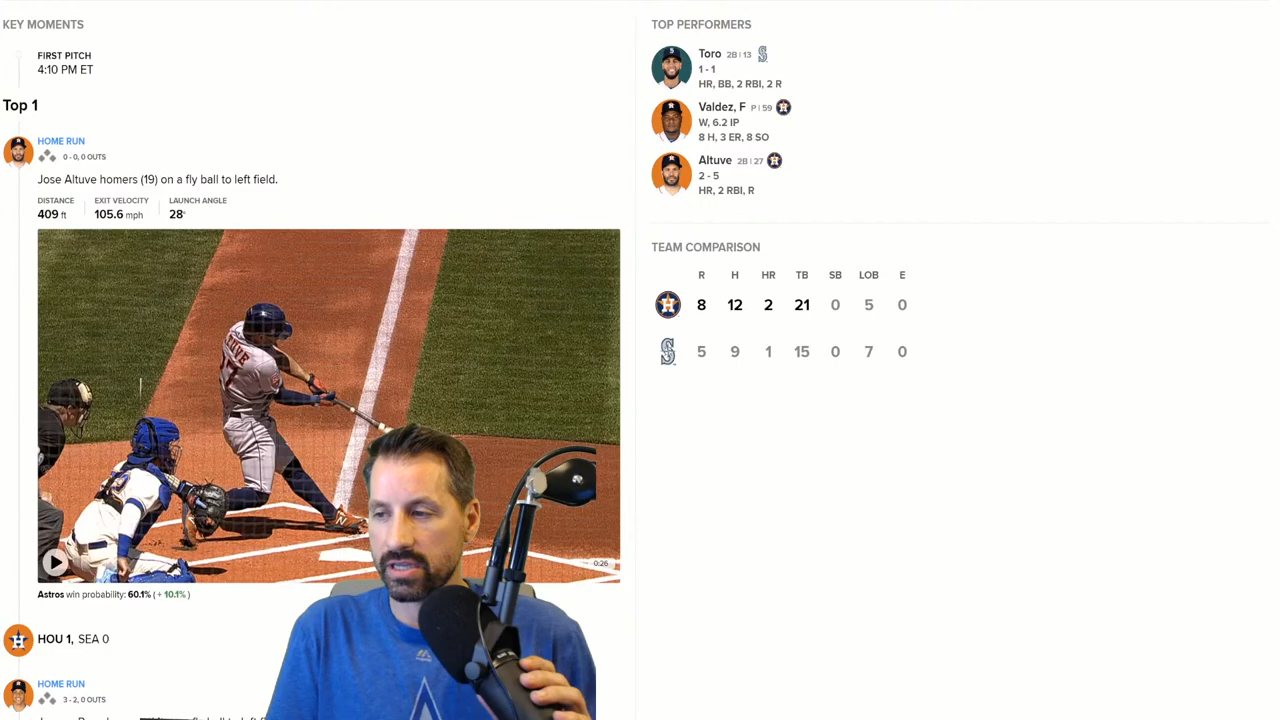 KEY MOMENTS
FIRST PITCH
4:10 PM ET
Top 1
HOME RUN
0 - 0, 0 OUTS
Jose Altuve homers (19) on a fly ball to left field.
DISTANCE EXIT VELOCITY LAUNCH ANGLE
409 ft 105.6 mph 28°
27
0:26
Astros win probability: 60.1% ( + 10.1% )
HOU 1, SEA 0
HOME RUN
3 - 2, 0 OUTS
TOP PERFORMERS
Toro 2B | 13
1 - 1
HR, BB, 2 RBI, 2 R
Valdez, F P | 59
W, 6.2 IP
8 H, 3 ER, 8 SO
Altuve 2B | 27
2 - 5
HR, 2 RBI, R
TEAM COMPARISON
R H HR TB SB LOB E
8 12 2 21 0 5 0
5 9 1 15 0 7 0